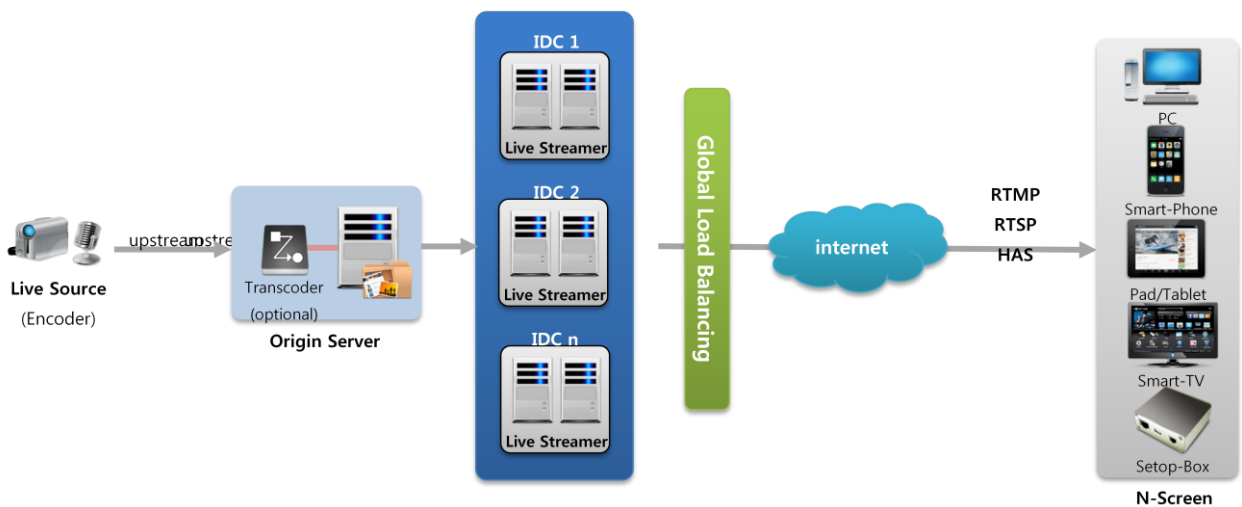 Live Source
(Encoder)
upstream
upstre
Transcoder
(optional)
Origin Server
IDC 1
Live Streamer
IDC 2
Live Streamer
IDC n
Live Streamer
Global Load Balancing
internet
RTMP
RTSP
HAS
PC
Smart-Phone
Pad/Tablet
Smart-TV
Setop-Box
N-Screen